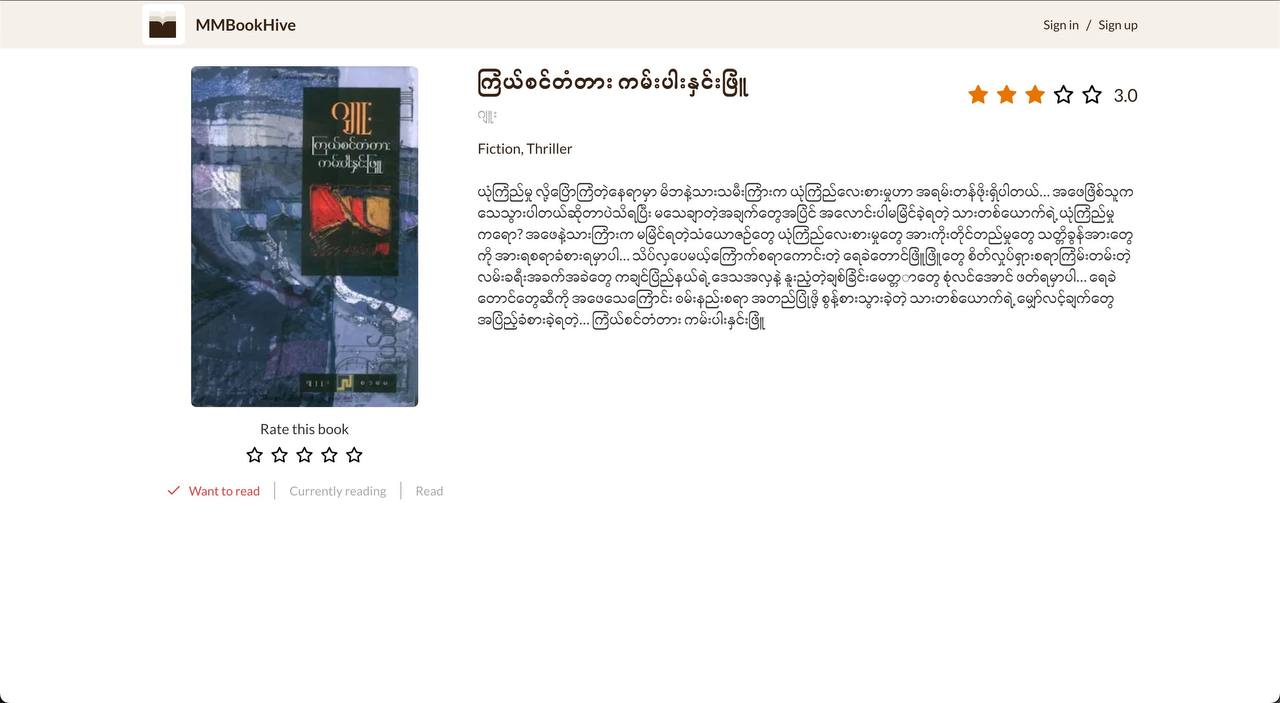 MMBookHive
Sign in / Sign up
ဂျူး
ကြယ်စင်တံတား
ကမ်းပါးနှင်းဖြူ
ကြယ်စင်တံတား ကမ်းပါးနှင်းဖြူ
3.0
ဂျူး
Fiction, Thriller
ယုံကြည်မှု လို့ပြောကြတဲ့နေရာမှာ မိဘနဲ့သားသမီးကြားက ယုံကြည်လေးစားမှုဟာ အရမ်းတန်ဖိုးရှိပါတယ်... အဖေဖြစ်သူက
သေသွားပါတယ်ဆိုတာပဲသိရပြီး မသေချာတဲ့အချက်တွေအပြင် အလောင်းပါမမြင်ခဲ့ရတဲ့ သားတစ်ယောက်ရဲ့ယုံကြည်မှု
ကရော? အဖေနဲ့သားကြားက မမြင်ရတဲ့သံယောဇဉ်တွေ ယုံကြည်လေးစားမှုတွေ အားကိုးတိုင်တည်မှုတွေ သတ္တိခွန်အားတွေ
ကို အားရစရာခံစားရမှာပါ... သိပ်လှပေမယ့်ကြောက်စရာကောင်းတဲ့ ရေခဲတောင်ဖြူဖြူတွေ စိတ်လှုပ်ရှားစရာကြမ်းတမ်းတဲ့
လမ်းခရီးအခက်အခဲတွေ ကချင်ပြည်နယ်ရဲ့ဒေသအလှနဲ့ နူးညံ့တဲ့ချစ်ခြင်းမေတ္တာတွေ စုံလင်အောင် ဖတ်ရမှာပါ... ရေခဲ
တောင်တွေဆီကို အဖေသေကြောင်း ဝမ်းနည်းစရာ အတည်ပြုဖို့ စွန့်စားသွားခဲ့တဲ့ သားတစ်ယောက်ရဲ့မျှော်လင့်ချက်တွေ
အပြည့်ခံစားခဲ့ရတဲ့... ကြယ်စင်တံတား ကမ်းပါးနှင်းဖြူ
Rate this book
Want to read
Currently reading
Read